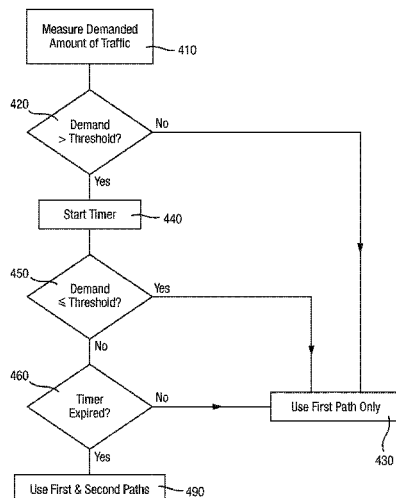 Measure Demanded
Amount of Traffic
410
420
Demand
> Threshold?
No
Yes
Start Timer
440
450
Demand
⩽ Threshold?
Yes
No
460
Timer
Expired?
No
Use First Path Only
430
Yes
Use First & Second Paths
490